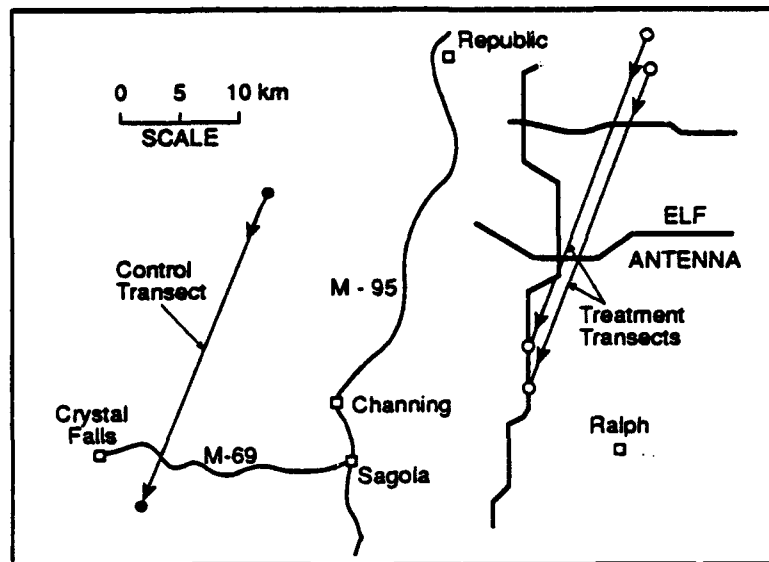 Republic
0 5 10 km
SCALE
Control
Transect
M - 95
ELF
ANTENNA
Treatment
Transects
Crystal
Falls
M-69
Channing
Sagola
Ralph